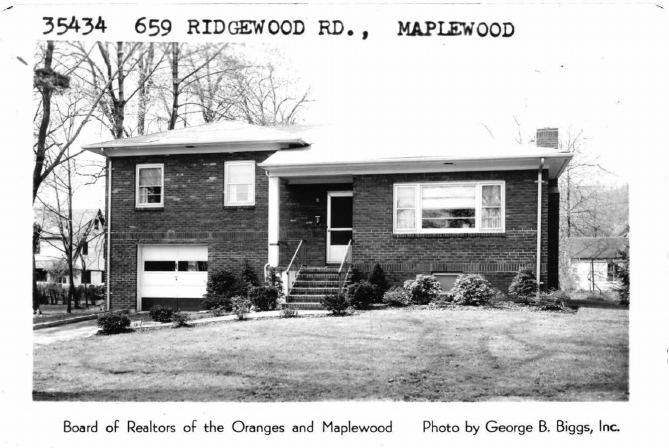 35434 659 RIDGEWOOD RD., MAPLEWOOD
Board of Realtors of the Oranges and Maplewood Photo by George B. Biggs, Inc.